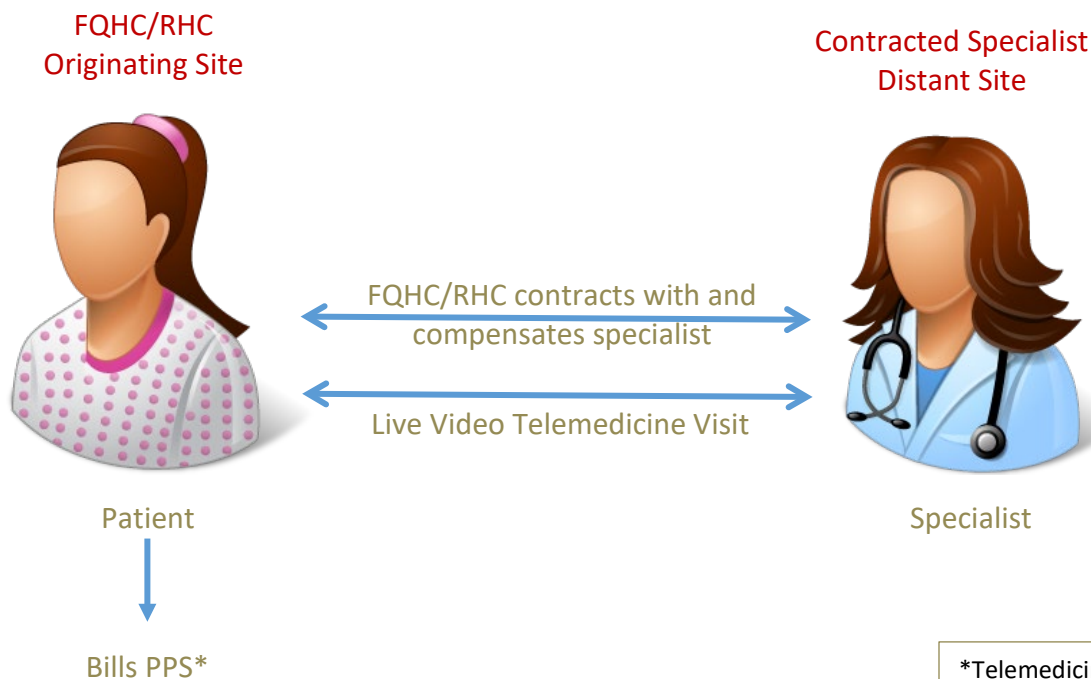 FQHC/RHC
Originating Site
Contracted Specialist
Distant Site
FQHC/RHC contracts with and
compensates specialist
Live Video Telemedicine Visit
Patient
Specialist
Bills PPS*